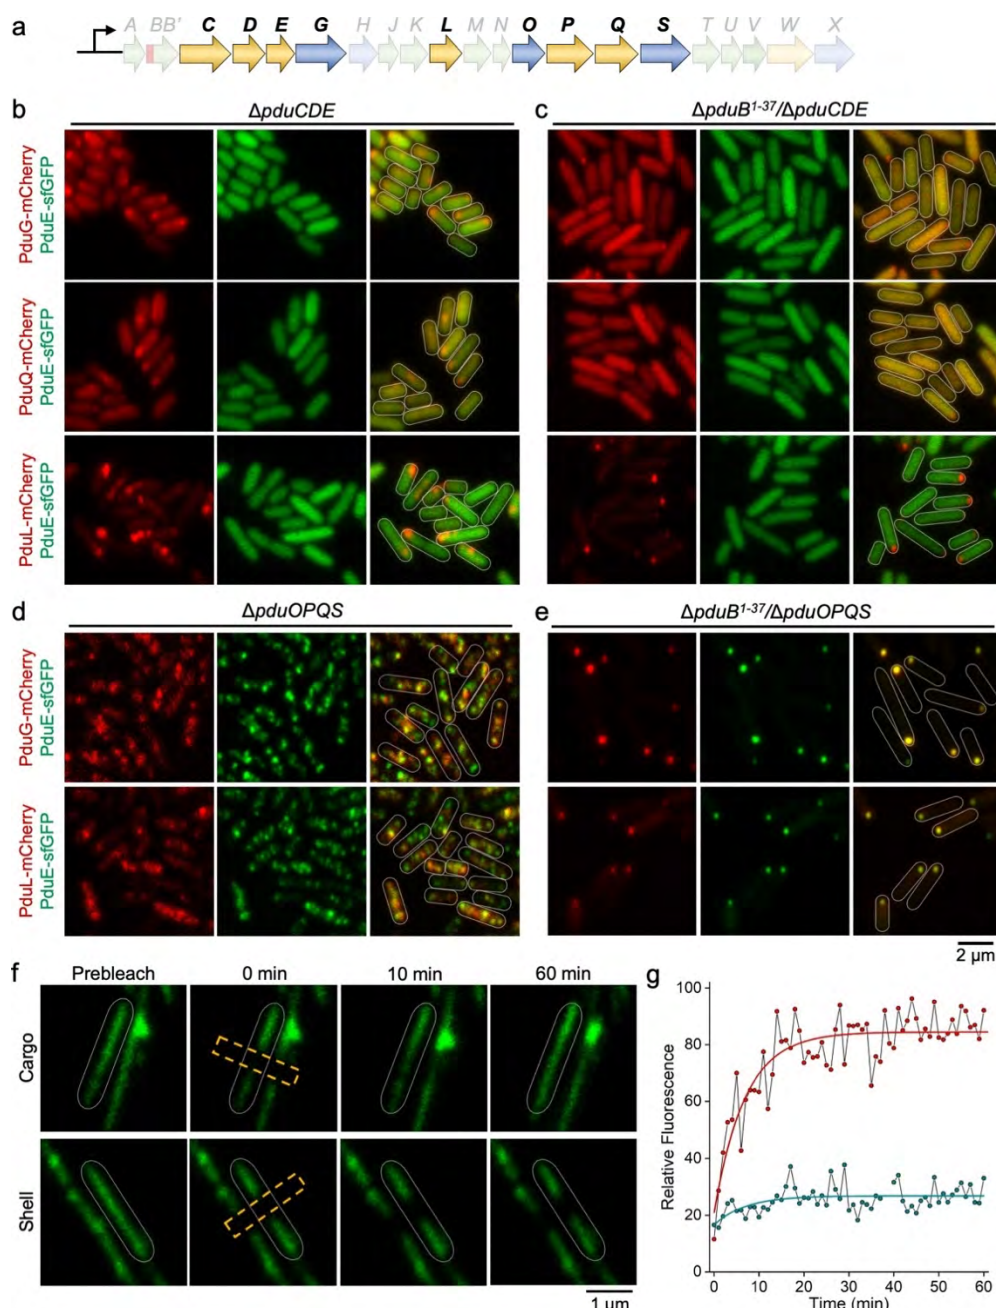 a
A BB' C D E G H J K L M N O P Q S T U V W X
b
ΔpduCDE
PduG-mCherry
PduE-sfGFP
PduQ-mCherry
PduE-sfGFP
PduL-mCherry
PduE-sfGFP
c
ΔpduB¹⁻³⁷/ΔpduCDE
d
ΔpduOPQS
PduG-mCherry
PduE-sfGFP
PduL-mCherry
PduE-sfGFP
e
ΔpduB¹⁻³⁷/ΔpduOPQS
2 µm
f
Prebleach 0 min 10 min 60 min
Cargo
Shell
1 µm
g
Relative Fluorescence
100
80
60
40
20
0
0 10 20 30 40 50 60
Time (min)